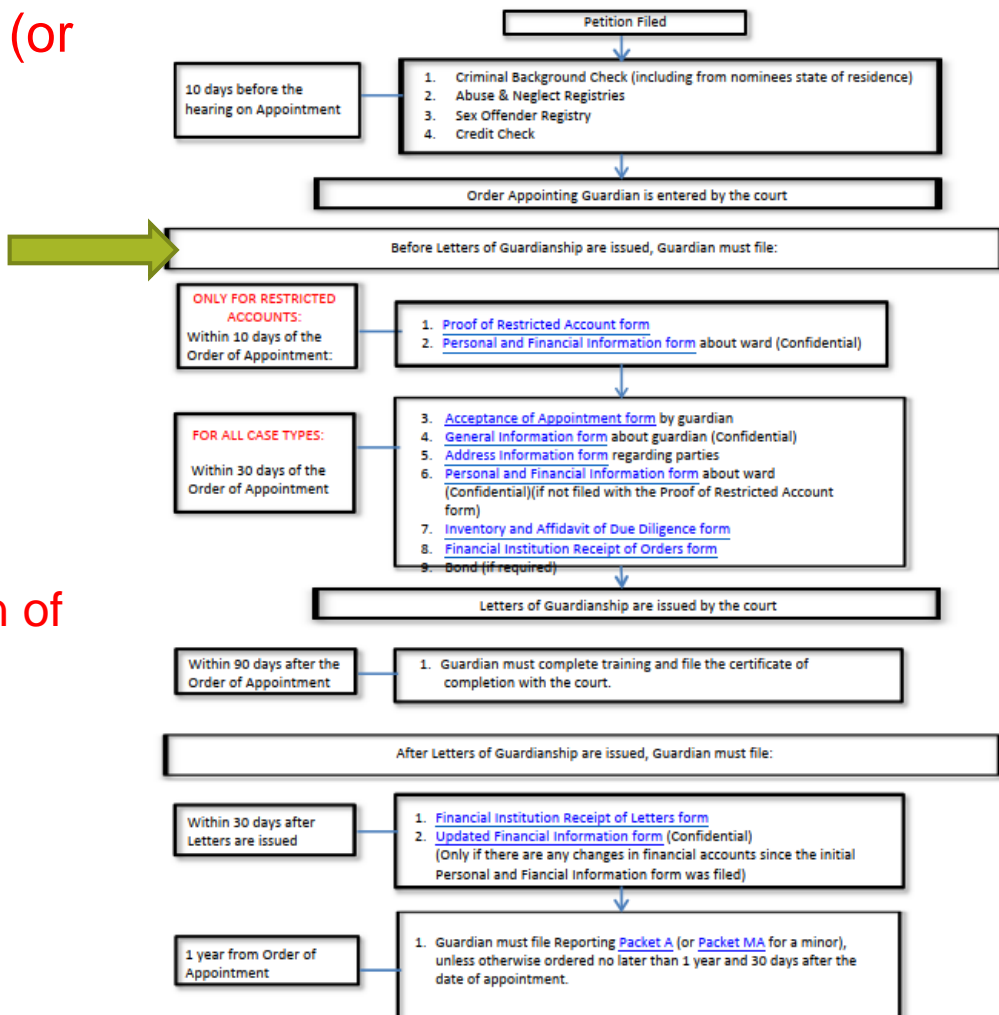 (or
Petition Filed
10 days before the
hearing on Appointment
1. Criminal Background Check (including from nominees state of residence)
2. Abuse & Neglect Registries
3. Sex Offender Registry
4. Credit Check
Order Appointing Guardian is entered by the court
Before Letters of Guardianship are issued, Guardian must file:
ONLY FOR RESTRICTED
ACCOUNTS:
Within 10 days of the
Order of Appointment:
1. Proof of Restricted Account form
2. Personal and Financial Information form about ward (Confidential)
FOR ALL CASE TYPES:
Within 30 days of the
Order of Appointment
3. Acceptance of Appointment form by guardian
4. General Information form about guardian (Confidential)
5. Address Information form regarding parties
6. Personal and Financial Information form about ward
(Confidential)(if not filed with the Proof of Restricted Account
form)
7. Inventory and Affidavit of Due Diligence form
8. Financial Institution Receipt of Orders form
9. Bond (if required)
n of
Letters of Guardianship are issued by the court
Within 90 days after the
Order of Appointment
1. Guardian must complete training and file the certificate of
completion with the court.
After Letters of Guardianship are issued, Guardian must file:
Within 30 days after
Letters are issued
1. Financial Institution Receipt of Letters form
2. Updated Financial Information form (Confidential)
(Only if there are any changes in financial accounts since the initial
Personal and Fiancial Information form was filed)
1 year from Order of
Appointment
1. Guardian must file Reporting Packet A (or Packet MA for a minor),
unless otherwise ordered no later than 1 year and 30 days after the
date of appointment.